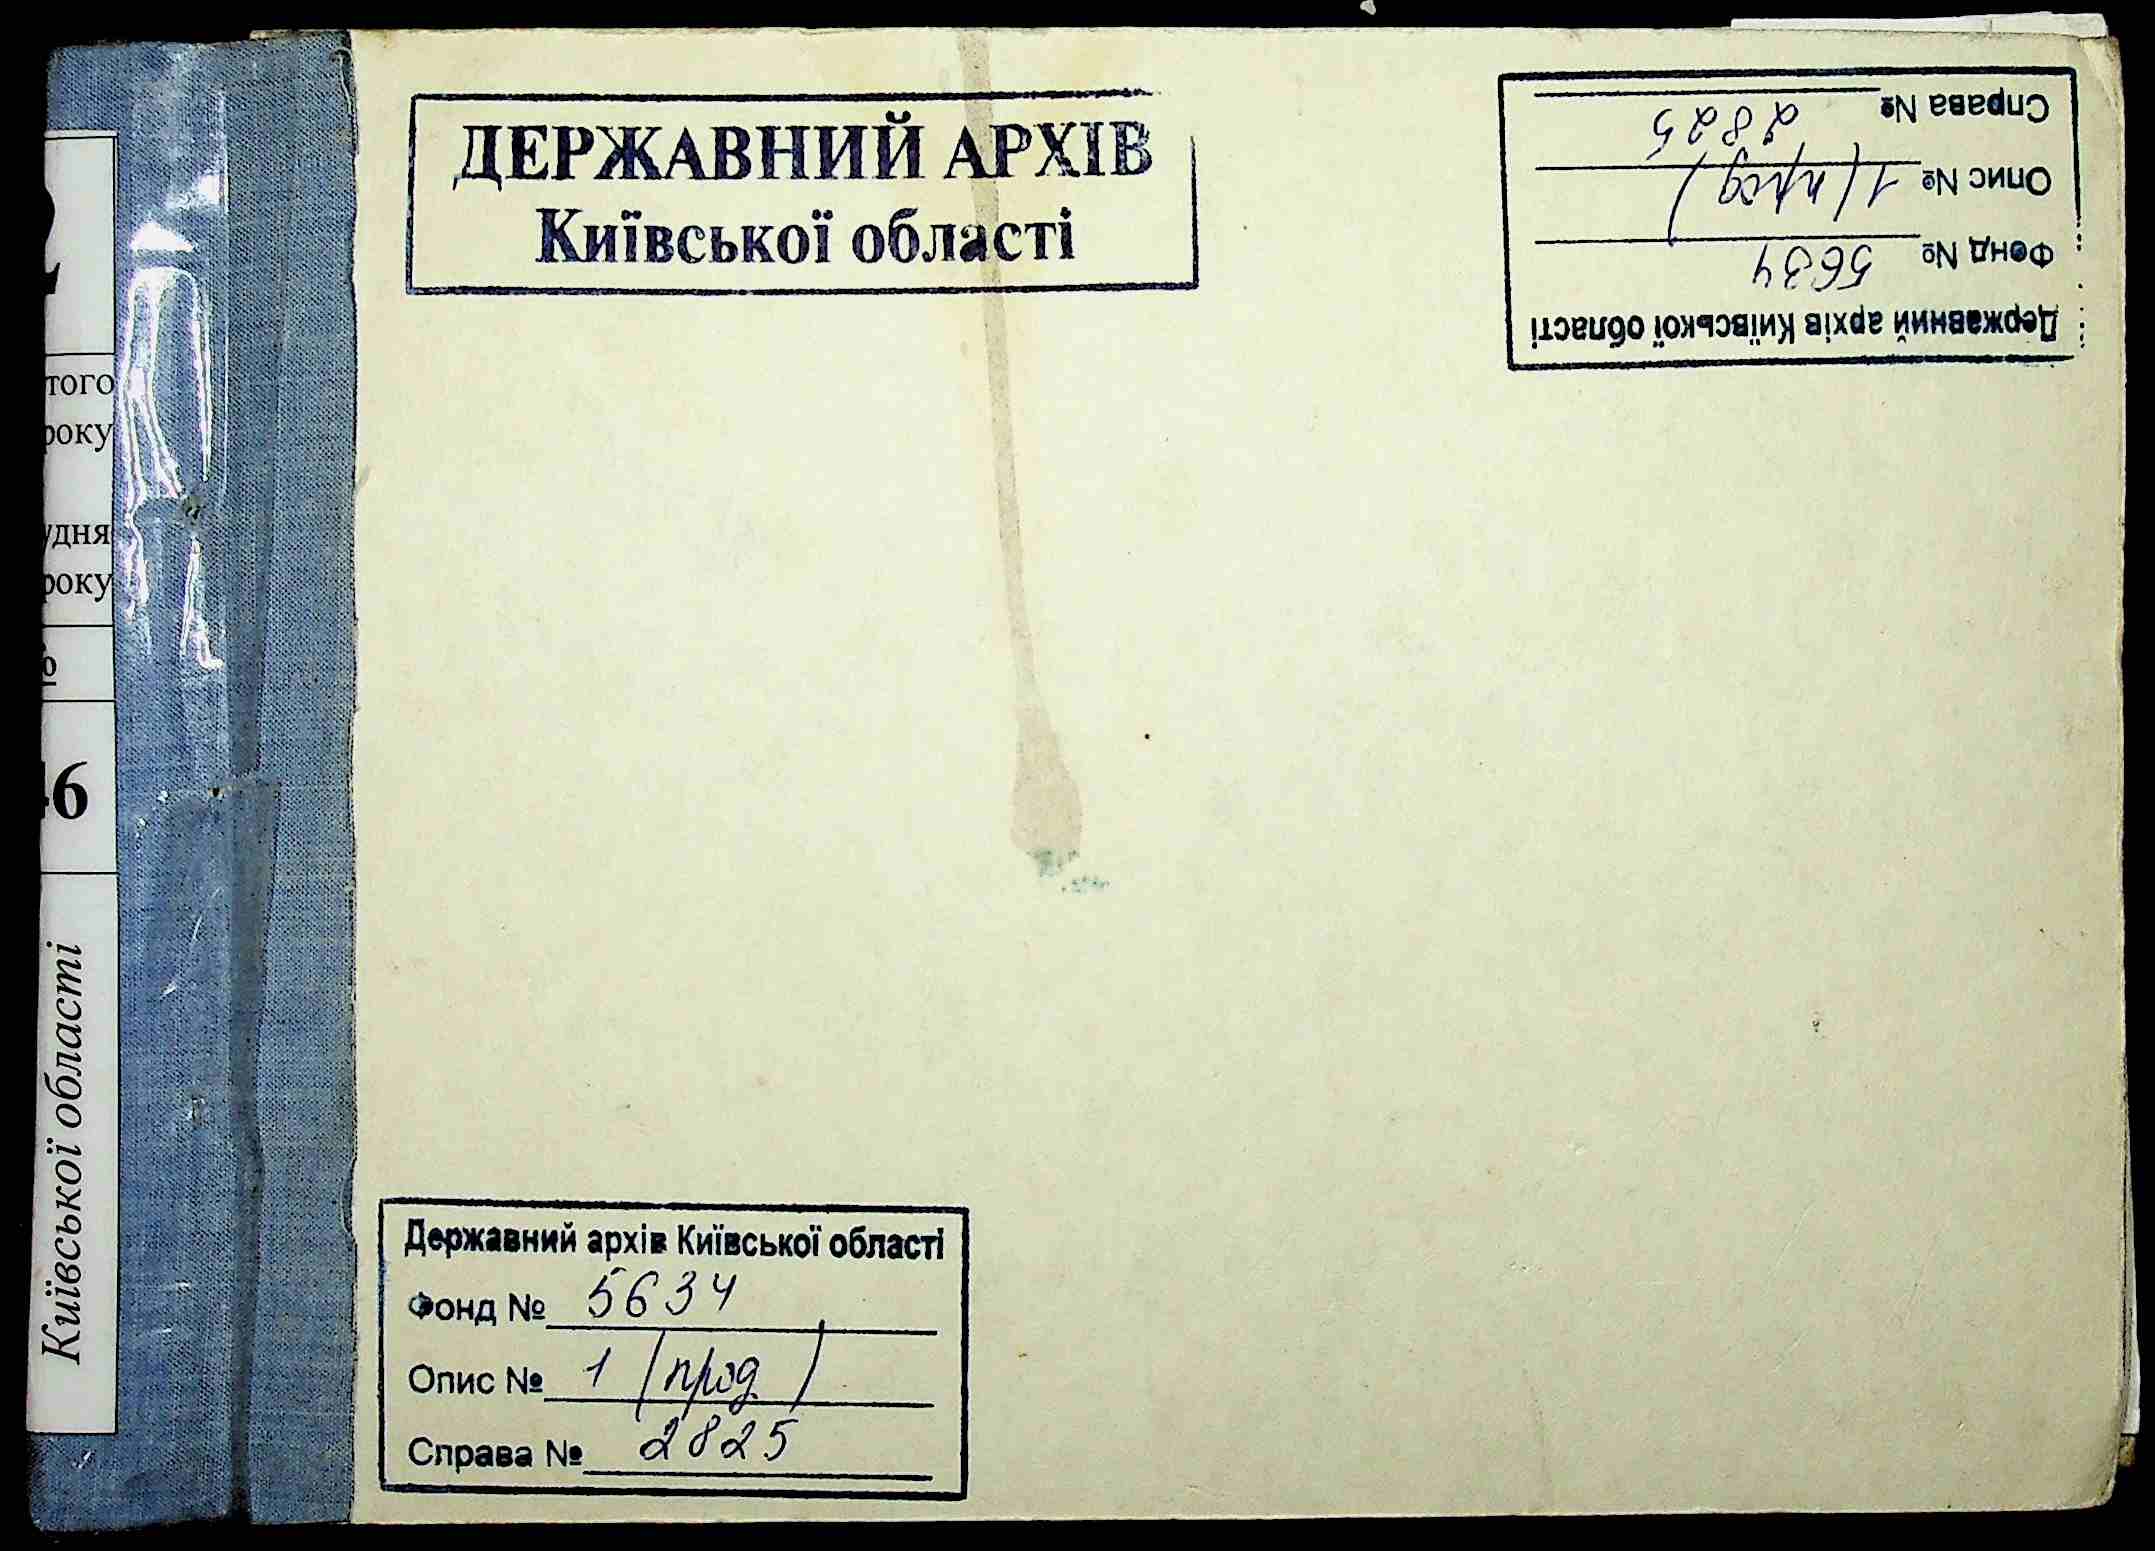 ДЕРЖАВНИЙ АРХІВ
Київської області
Державний архів Київської області
Фонд № 5634
Опис № 1 (прод)
Справа № 2825
того
року
удня
року
46
Київської області
Державний архів Київської області
Фонд № 5634
Опис № 1 (прод)
Справа № 2825